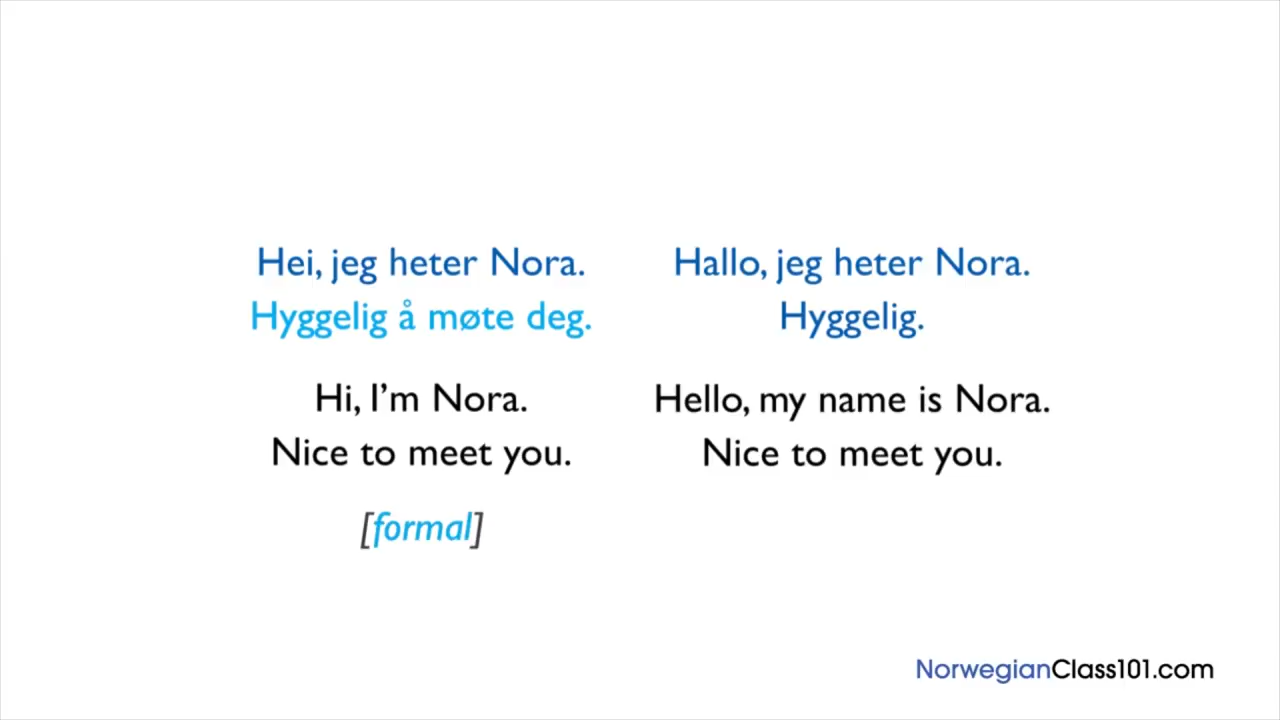 Hei, jeg heter Nora.
Hyggelig å møte deg.
Hi, I'm Nora.
Nice to meet you.
[formal]
Hallo, jeg heter Nora.
Hyggelig.
Hello, my name is Nora.
Nice to meet you.
NorwegianClass101.com